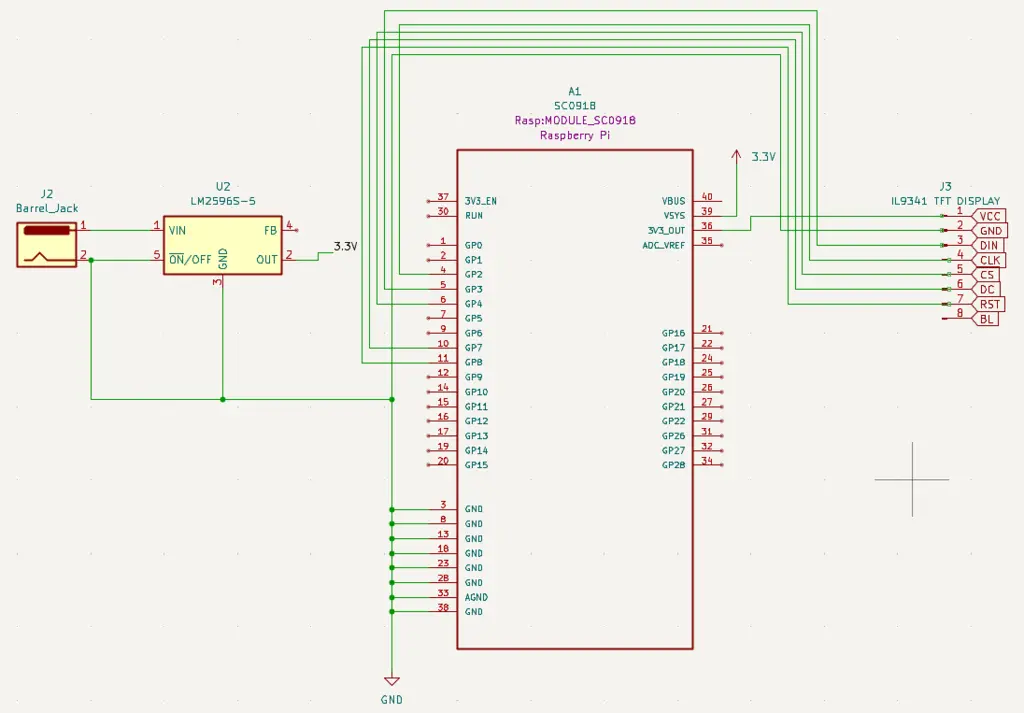 J2
Barrel_Jack
1
2
U2
LM2596S-5
1 VIN
5 ON/OFF
GND
3
FB 4
OUT 2
3.3V
A1
SC0918
Rasp:MODULE_SC0918
Raspberry Pi
37 3V3_EN
30 RUN
1 GP0
2 GP1
4 GP2
5 GP3
6 GP4
7 GP5
9 GP6
10 GP7
11 GP8
12 GP9
14 GP10
15 GP11
16 GP12
17 GP13
19 GP14
20 GP15
3 GND
8 GND
13 GND
18 GND
23 GND
28 GND
33 AGND
38 GND
VBUS 40
VSYS 39
3V3_OUT 36
ADC_VREF 35
GP16 21
GP17 22
GP18 24
GP19 25
GP20 26
GP21 27
GP22 29
GP26 31
GP27 32
GP28 34
3.3V
J3
IL9341 TFT DISPLAY
1 VCC
2 GND
3 DIN
4 CLK
5 CS
6 DC
7 RST
8 BL
GND